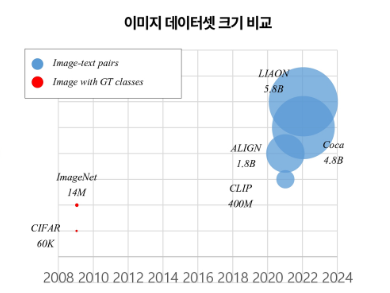 이미지 데이터셋 크기 비교
Image-text pairs
Image with GT classes
LIAON
5.8B
Coca
4.8B
ALIGN
1.8B
CLIP
400M
ImageNet
14M
CIFAR
60K
2008 2010 2012 2014 2016 2018 2020 2022 2024